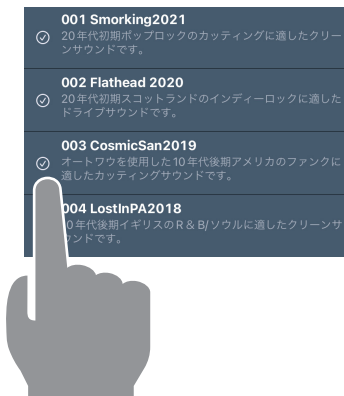 001 Smorking2021
20年代初期ポップロックのカッティングに適したクリー
ンサウンドです。
002 Flathead 2020
20年代初期スコットランドのインディーロックに適した
ドライブサウンドです。
003 CosmicSan2019
オートワウを使用した10年代後期アメリカのファンクに
適したカッティングサウンドです。
004 LostInPA2018
0年代後期イギリスのR & B/ソウルに適したクリーンサ
ウンドです。